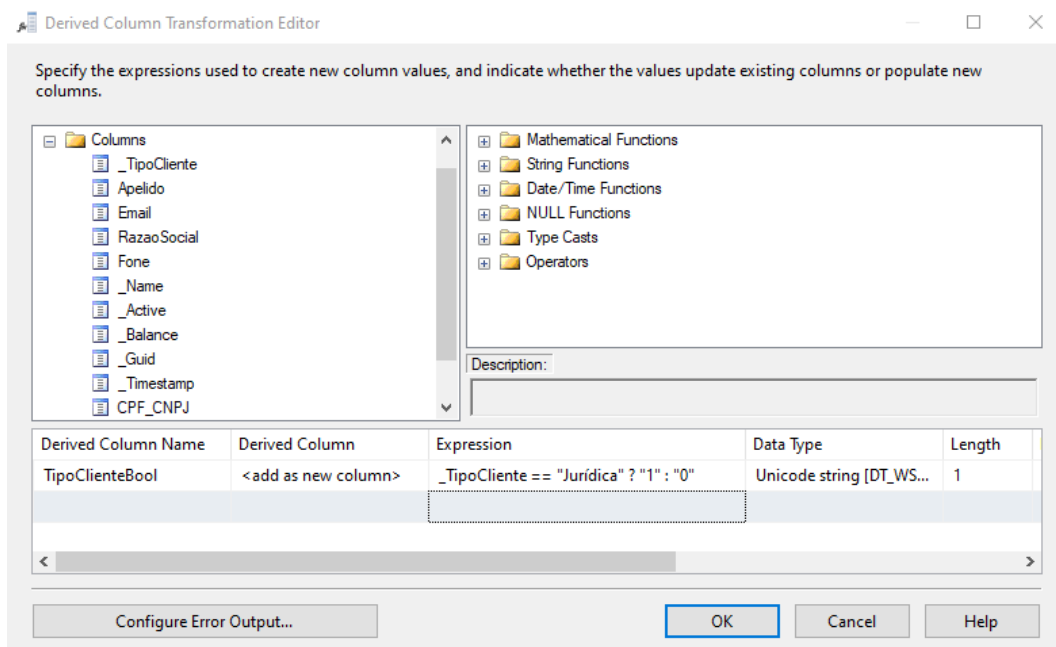 Derived Column Transformation Editor
Specify the expressions used to create new column values, and indicate whether the values update existing columns or populate new
columns.
Columns
_TipoCliente
Apelido
Email
RazaoSocial
Fone
_Name
_Active
_Balance
_Guid
_Timestamp
CPF_CNPJ
Mathematical Functions
String Functions
Date/Time Functions
NULL Functions
Type Casts
Operators
Description:
Derived Column Name Derived Column Expression Data Type Length
TipoClienteBool <add as new column> _TipoCliente == "Jurídica" ? "1" : "0" Unicode string [DT_WS... 1
Configure Error Output... OK Cancel Help